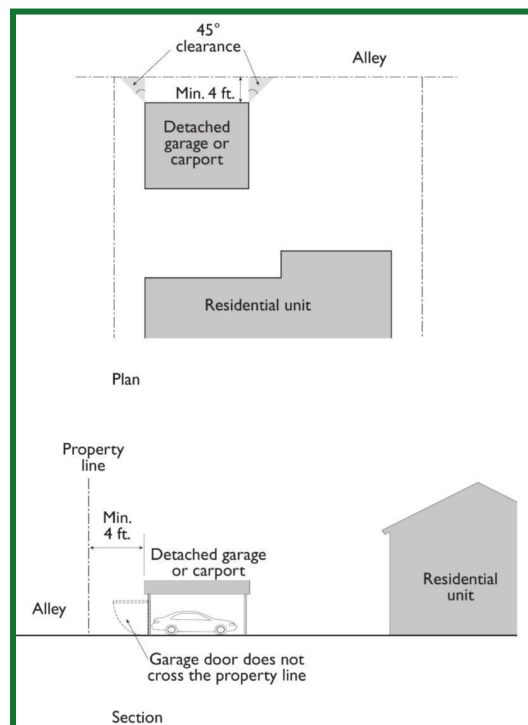 45°
clearance
Alley
Min. 4 ft.
Detached
garage or
carport
Residential unit
Plan
Property
line
Min.
4 ft.
Detached garage
or carport
Residential
unit
Alley
Garage door does not
cross the property line
Section